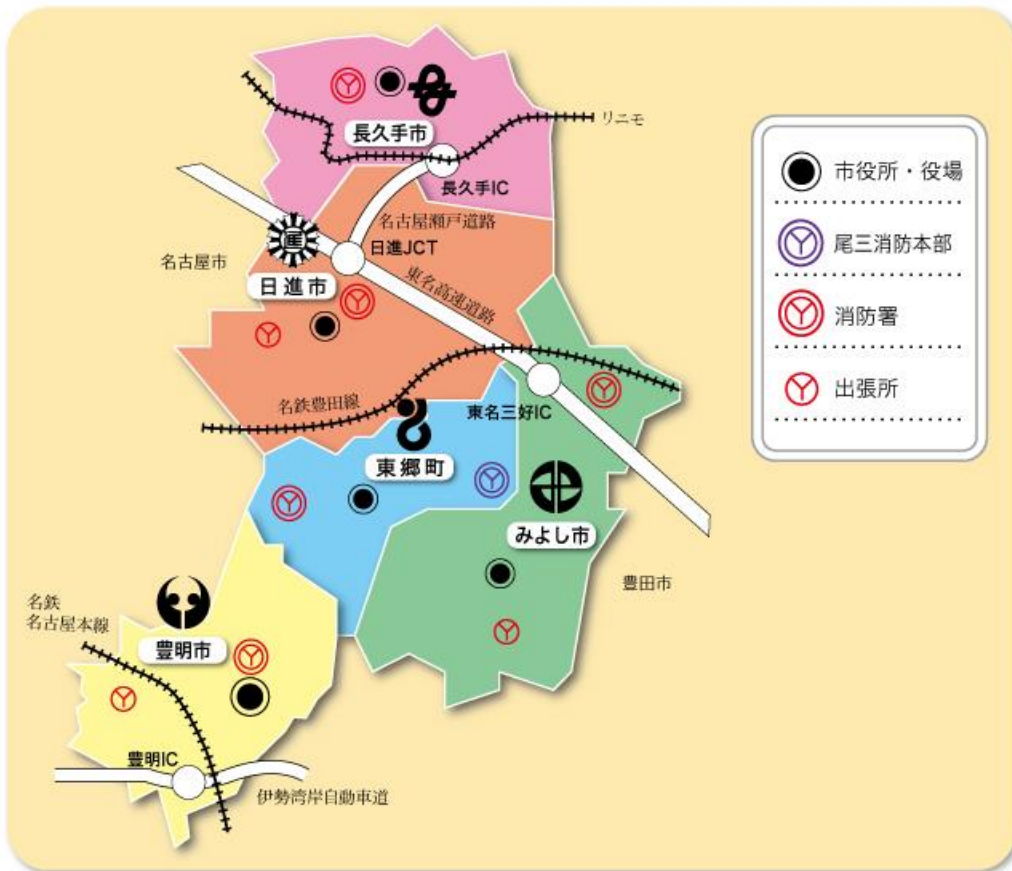 リニモ
長久手市
長久手IC
名古屋瀬戸道路
名古屋市
日進JCT
日進市
東名高速道路
名鉄豊田線
東名三好IC
東郷町
みよし市
豊田市
名鉄
名古屋本線
豊明市
豊明IC
伊勢湾岸自動車道
市役所・役場
尾三消防本部
消防署
出張所